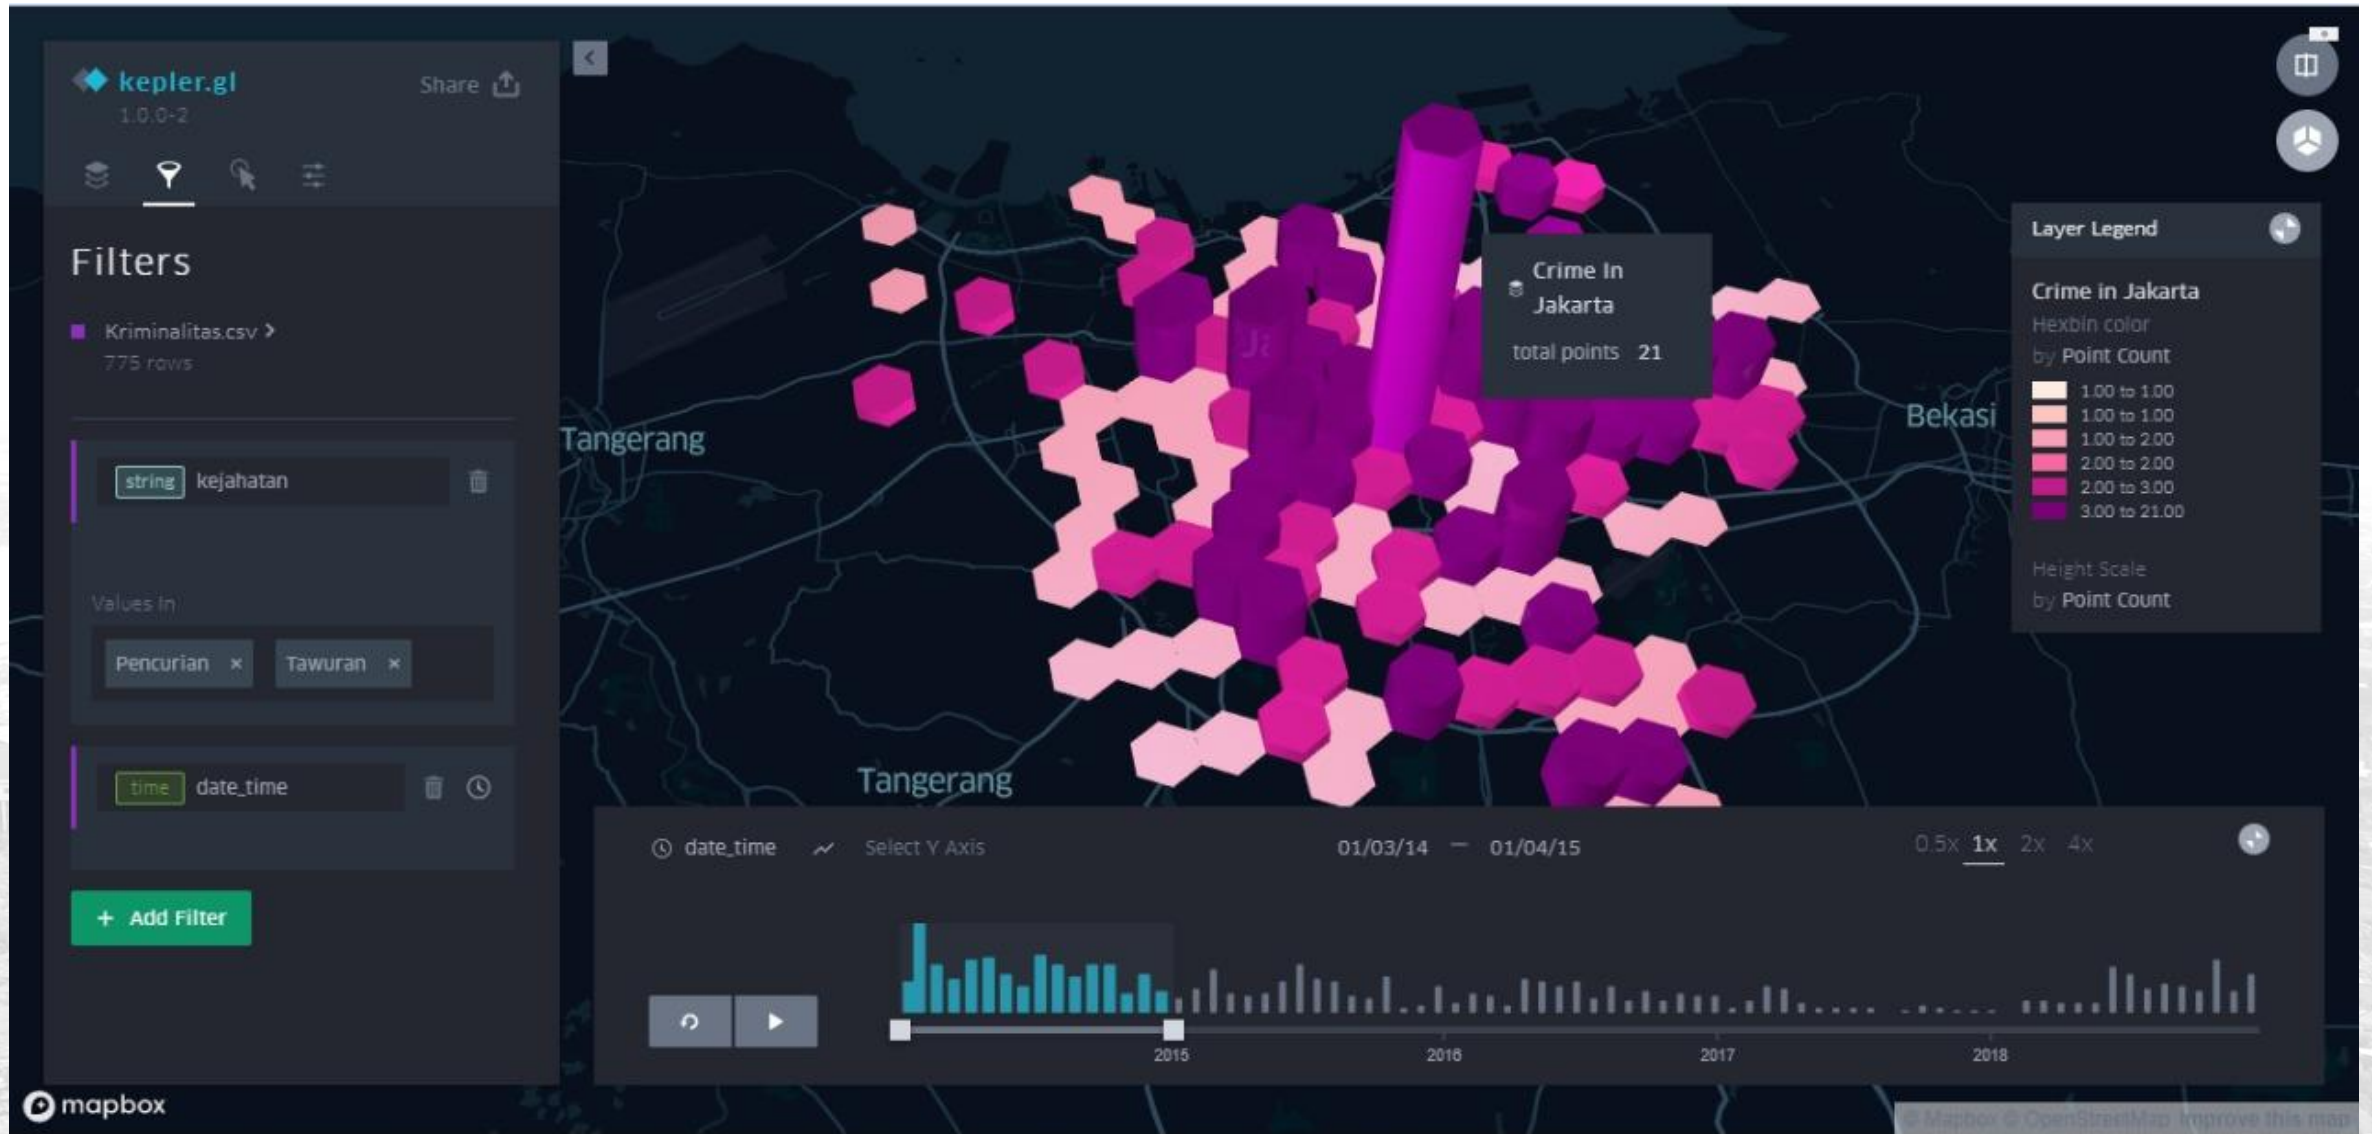 kepler.gl
1.0.0-2
Share
Filters
Kriminalitas.csv
775 rows
string kejahatan
Values in
Pencurian × Tawuran ×
time date_time
+ Add Filter
mapbox
Tangerang
Tangerang
Bekasi
Crime In
Jakarta
total points 21
Layer Legend
Crime in Jakarta
Hexbin color
by Point Count
1.00 to 1.00
1.00 to 1.00
1.00 to 2.00
2.00 to 2.00
2.00 to 3.00
3.00 to 21.00
Height Scale
by Point Count
date_time Select Y Axis 01/03/14 — 01/04/15 0.5x 1x 2x 4x
2015 2016 2017 2018
© Mapbox © OpenStreetMap Improve this map